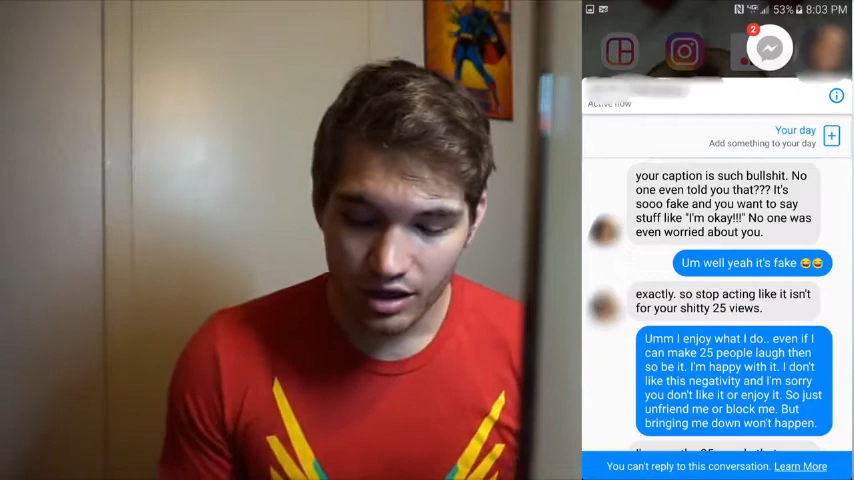 53% 8:03 PM
2
Active now
Your day
Add something to your day
your caption is such bullshit. No
one even told you that??? It's
sooo fake and you want to say
stuff like "I'm okay!!!" No one was
even worried about you.
Um well yeah it's fake 😂😂
exactly. so stop acting like it isn't
for your shitty 25 views.
Umm I enjoy what I do.. even if I
can make 25 people laugh then
so be it. I'm happy with it. I don't
like this negativity and I'm sorry
you don't like it or enjoy it. So just
unfriend me or block me. But
bringing me down won't happen.
You can't reply to this conversation. Learn More